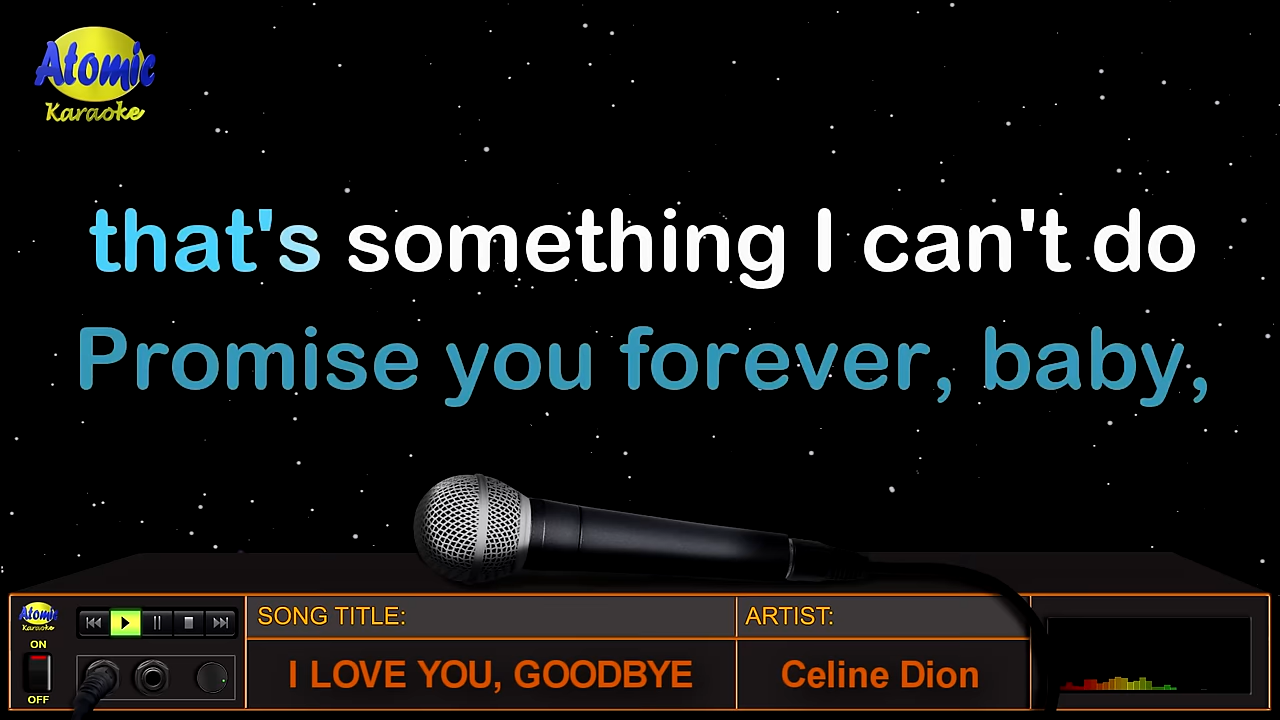 Atomic
Karaoke
that's something I can't do
Promise you forever, baby,
Atomic
Karaoke
ON
OFF
SONG TITLE:
I LOVE YOU, GOODBYE
ARTIST:
Celine Dion